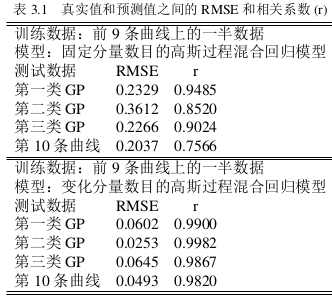 表 3.1 真实值和预测值之间的 RMSE 和相关系数 (r)
训练数据：前 9 条曲线上的一半数据
模型：固定分量数目的高斯过程混合回归模型
测试数据 RMSE r
第一类 GP 0.2329 0.9485
第二类 GP 0.3612 0.8520
第三类 GP 0.2266 0.9024
第 10 条曲线 0.2037 0.7566
训练数据：前 9 条曲线上的一半数据
模型：变化分量数目的高斯过程混合回归模型
测试数据 RMSE r
第一类 GP 0.0602 0.9900
第二类 GP 0.0253 0.9982
第三类 GP 0.0645 0.9867
第 10 条曲线 0.0493 0.9820